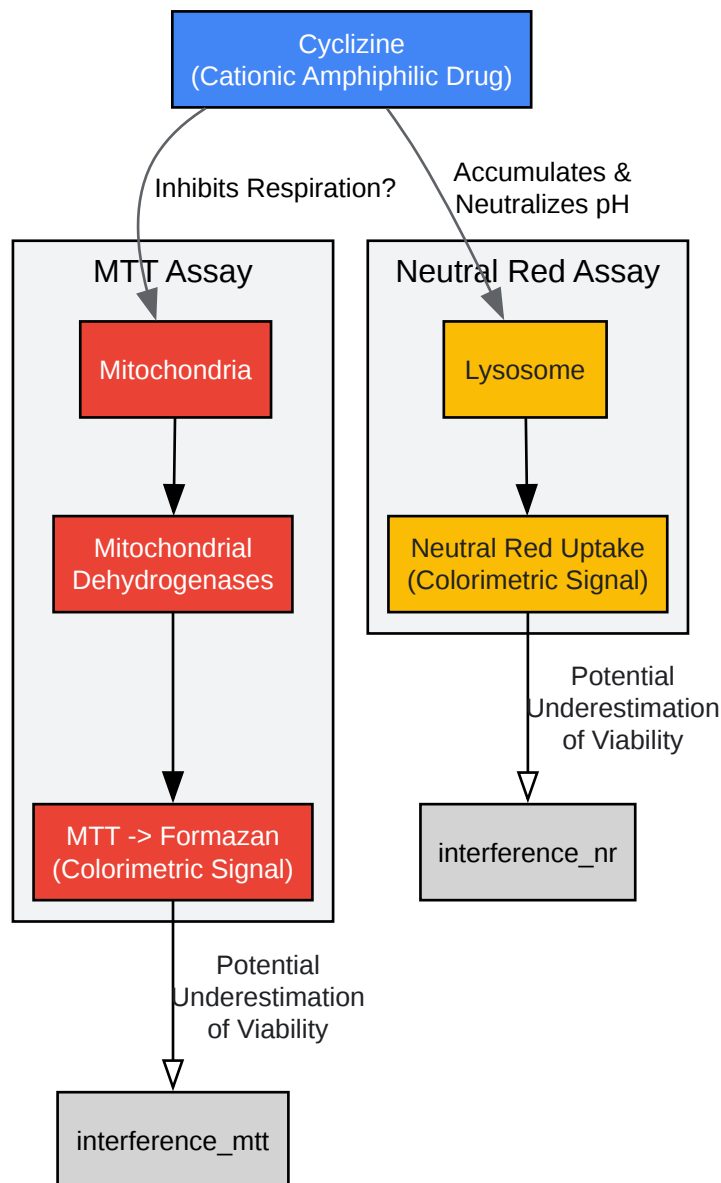 Cyclizine
(Cationic Amphiphilic Drug)
Inhibits Respiration?
Accumulates &
Neutralizes pH
MTT Assay
Mitochondria
Mitochondrial
Dehydrogenases
MTT -> Formazan
(Colorimetric Signal)
Potential
Underestimation
of Viability
interference_mtt
Neutral Red Assay
Lysosome
Neutral Red Uptake
(Colorimetric Signal)
Potential
Underestimation
of Viability
interference_nr